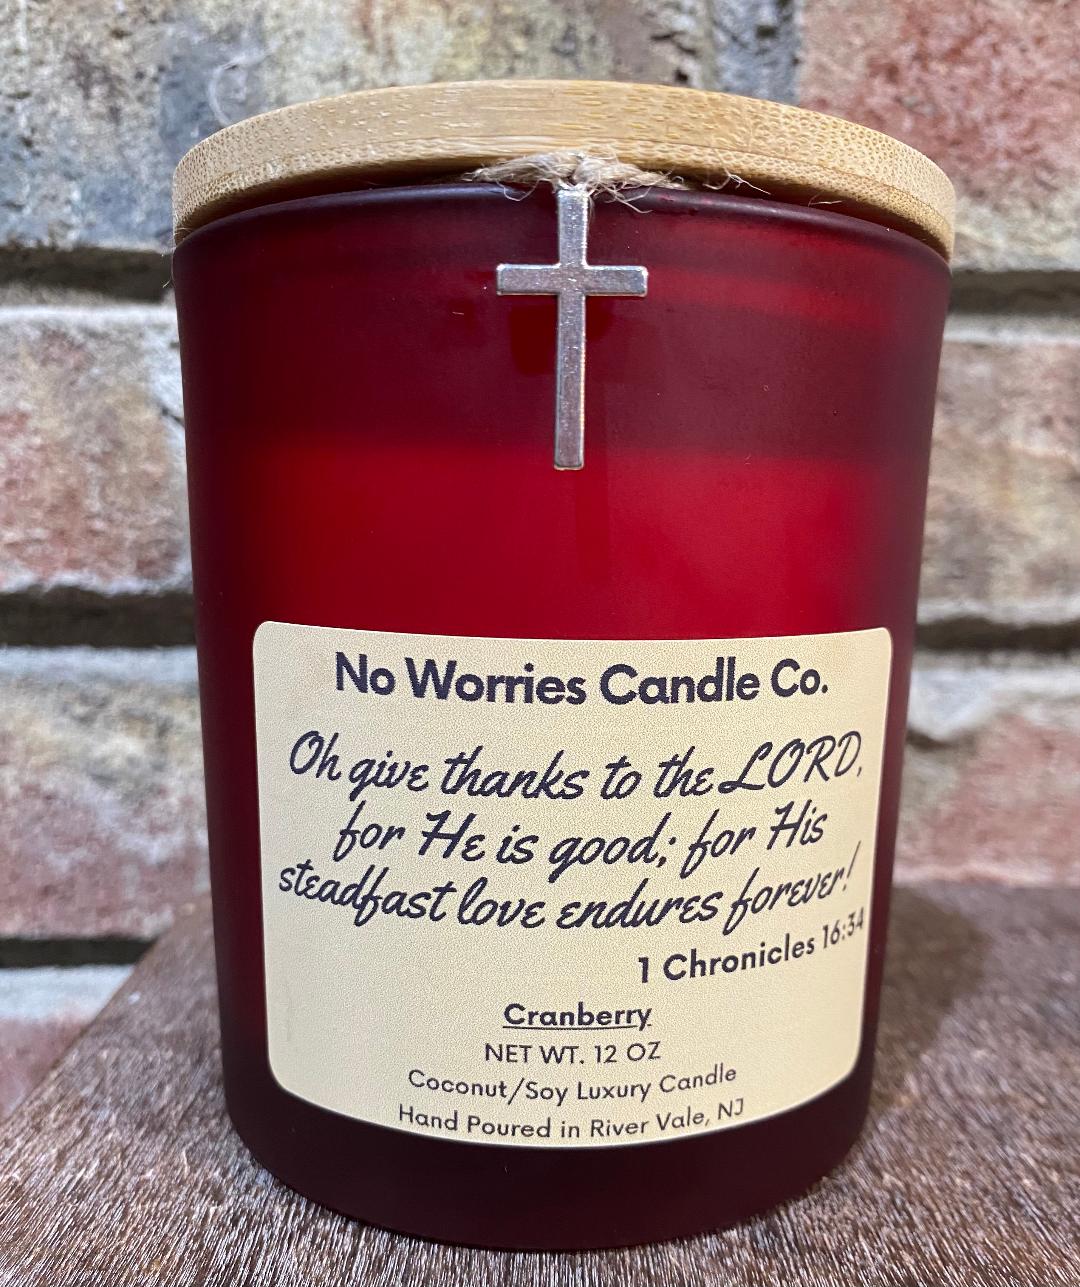 No Worries Candle Co.
Oh give thanks to the LORD,
for He is good; for His
steadfast love endures forever!
1 Chronicles 16:34
Cranberry
NET WT. 12 OZ
Coconut/Soy Luxury Candle
Hand Poured in River Vale, NJ